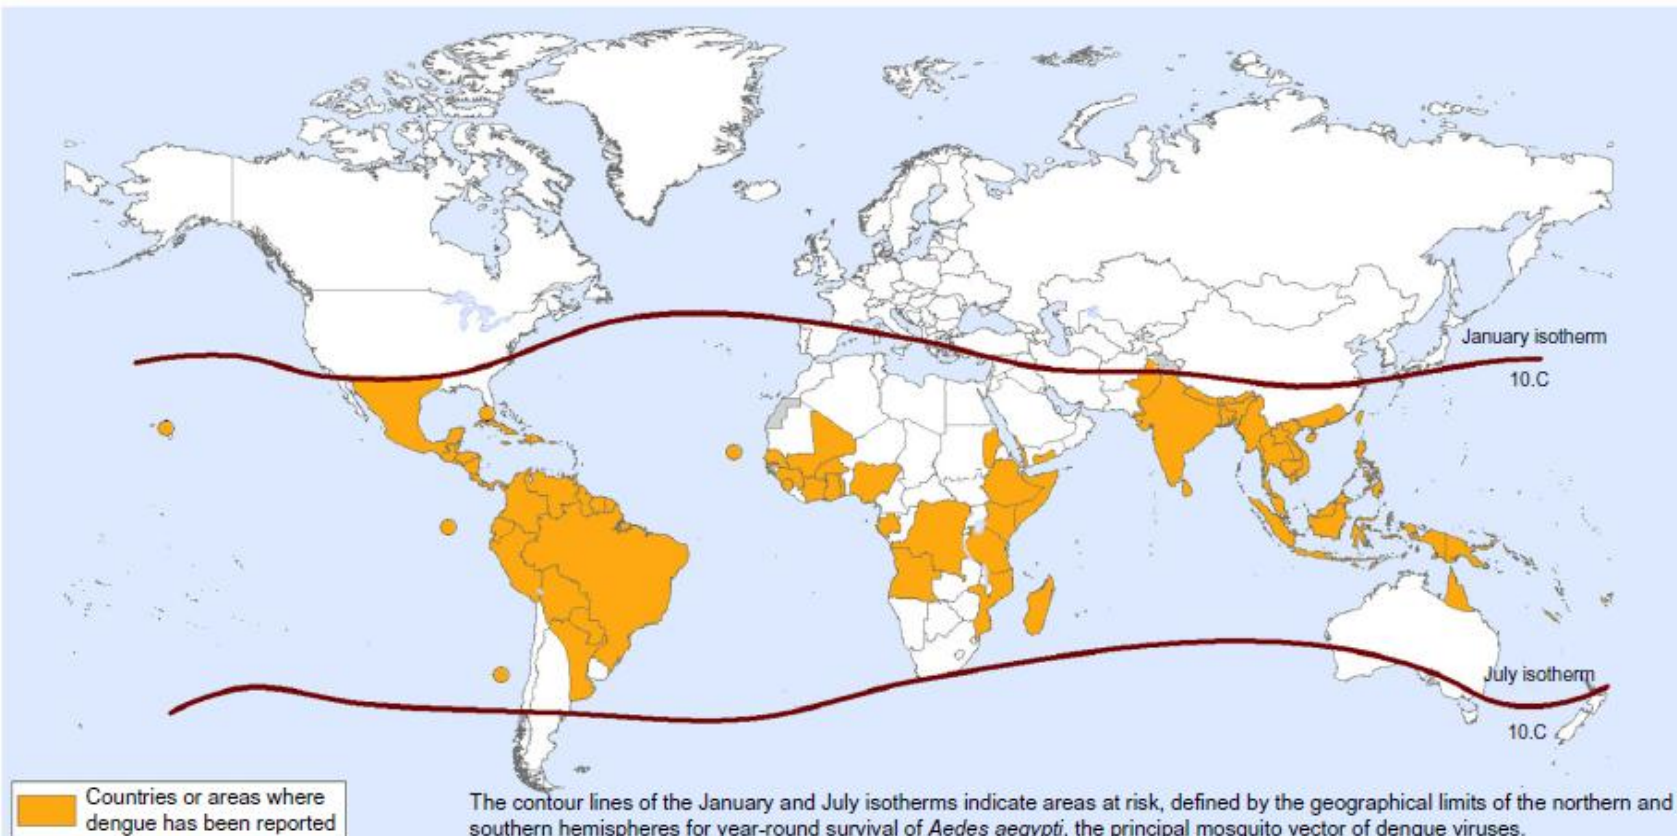 January isotherm
10.C
July isotherm
10.C
Countries or areas where
dengue has been reported
The contour lines of the January and July isotherms indicate areas at risk, defined by the geographical limits of the northern and
southern hemispheres for year-round survival of Aedes aegypti, the principal mosquito vector of dengue viruses.